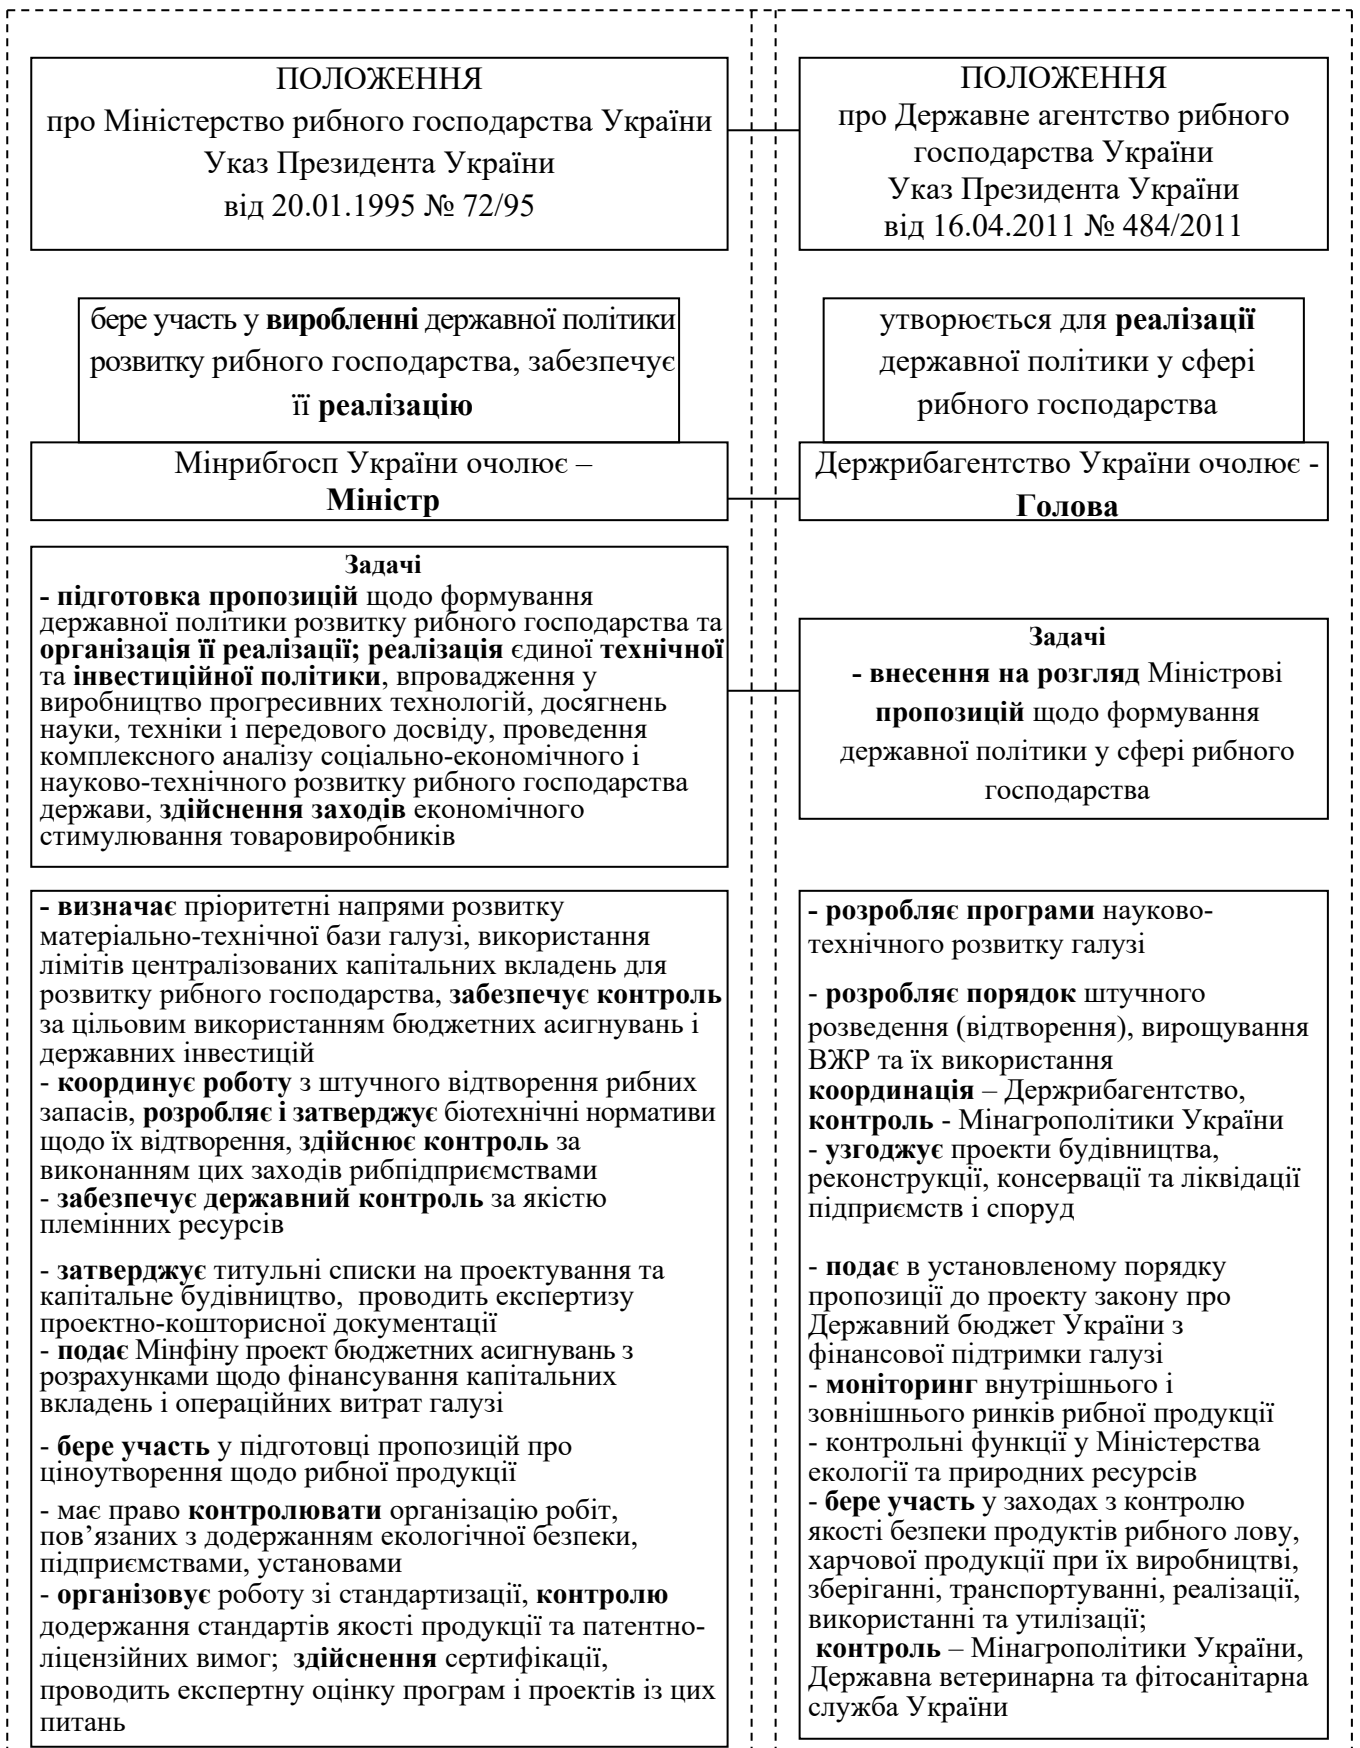 ПОЛОЖЕННЯ
про Міністерство рибного господарства України
Указ Президента України
від 20.01.1995 № 72/95
ПОЛОЖЕННЯ
про Державне агентство рибного
господарства України
Указ Президента України
від 16.04.2011 № 484/2011
бере участь у виробленні державної політики
розвитку рибного господарства, забезпечує
її реалізацію
утворюється для реалізації
державної політики у сфері
рибного господарства
Мінрибгосп України очолює –
Міністр
Держрибагентство України очолює -
Голова
Задачі
- підготовка пропозицій щодо формування
державної політики розвитку рибного господарства та
організація її реалізації; реалізація єдиної технічної
та інвестиційної політики, впровадження у
виробництво прогресивних технологій, досягнень
науки, техніки і передового досвіду, проведення
комплексного аналізу соціально-економічного і
науково-технічного розвитку рибного господарства
держави, здійснення заходів економічного
стимулювання товаровиробників
Задачі
- внесення на розгляд Міністрові
пропозицій щодо формування
державної політики у сфері рибного
господарства
- визначає пріоритетні напрями розвитку
матеріально-технічної бази галузі, використання
лімітів централізованих капітальних вкладень для
розвитку рибного господарства, забезпечує контроль
за цільовим використанням бюджетних асигнувань і
державних інвестицій
- координує роботу з штучного відтворення рибних
запасів, розробляє і затверджує біотехнічні нормативи
щодо їх відтворення, здійснює контроль за
виконанням цих заходів рибпідприємствами
- забезпечує державний контроль за якістю
племінних ресурсів
- затверджує титульні списки на проектування та
капітальне будівництво,  проводить експертизу
проектно-кошторисної документації
- подає Мінфіну проект бюджетних асигнувань з
розрахунками щодо фінансування капітальних
вкладень і операційних витрат галузі
- бере участь у підготовці пропозицій про
ціноутворення щодо рибної продукції
- має право контролювати організацію робіт,
пов’язаних з додержанням екологічної безпеки,
підприємствами, установами
- організовує роботу зі стандартизації, контролю
додержання стандартів якості продукції та патентно-
ліцензійних вимог;  здійснення сертифікації,
проводить експертну оцінку програм і проектів із цих
питань
- розробляє програми науково-
технічного розвитку галузі
- розробляє порядок штучного
розведення (відтворення), вирощування
ВЖР та їх використання
координація – Держрибагентство,
контроль - Мінагрополітики України
- узгоджує проекти будівництва,
реконструкції, консервації та ліквідації
підприємств і споруд
- подає в установленому порядку
пропозиції до проекту закону про
Державний бюджет України з
фінансової підтримки галузі
- моніторинг внутрішнього і
зовнішнього ринків рибної продукції
- контрольні функції у Міністерства
екології та природних ресурсів
- бере участь у заходах з контролю
якості безпеки продуктів рибного лову,
харчової продукції при їх виробництві,
зберіганні, транспортуванні, реалізації,
використанні та утилізації;
контроль – Мінагрополітики України,
Державна ветеринарна та фітосанітарна
служба України